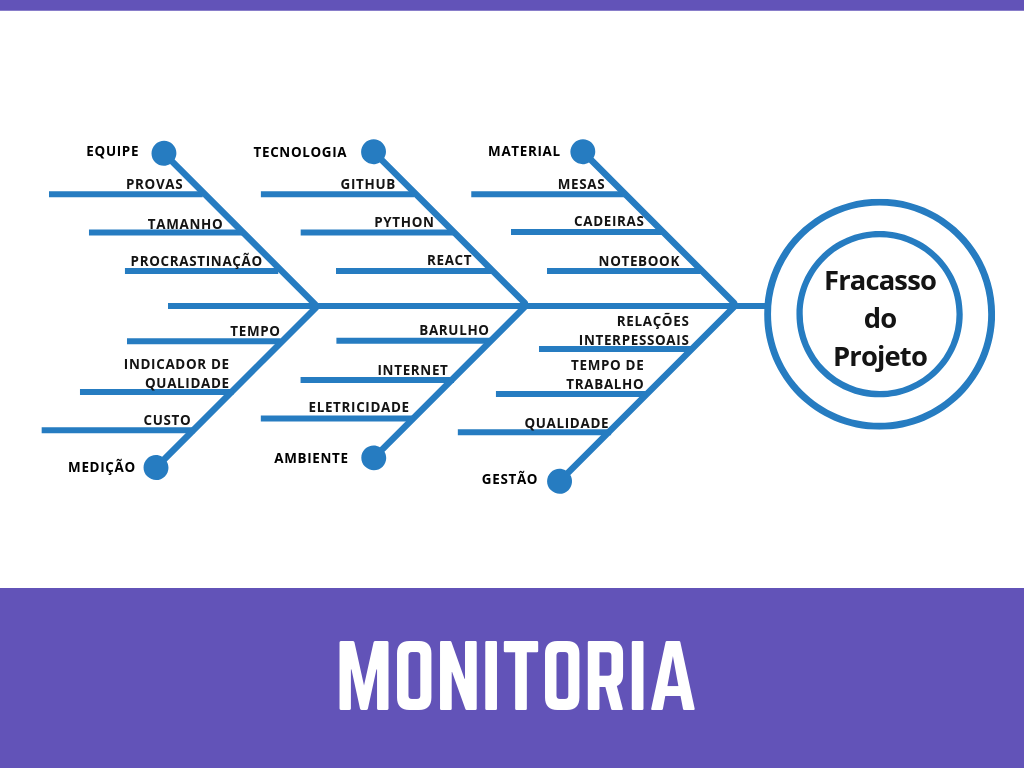 EQUIPE
PROVAS
TAMANHO
PROCRASTINAÇÃO
TECNOLOGIA
GITHUB
PYTHON
REACT
MATERIAL
MESAS
CADEIRAS
NOTEBOOK
Fracasso
do
Projeto
TEMPO
INDICADOR DE
QUALIDADE
CUSTO
MEDIÇÃO
BARULHO
INTERNET
ELETRICIDADE
AMBIENTE
RELAÇÕES
INTERPESSOAIS
TEMPO DE
TRABALHO
QUALIDADE
GESTÃO
MONITORIA